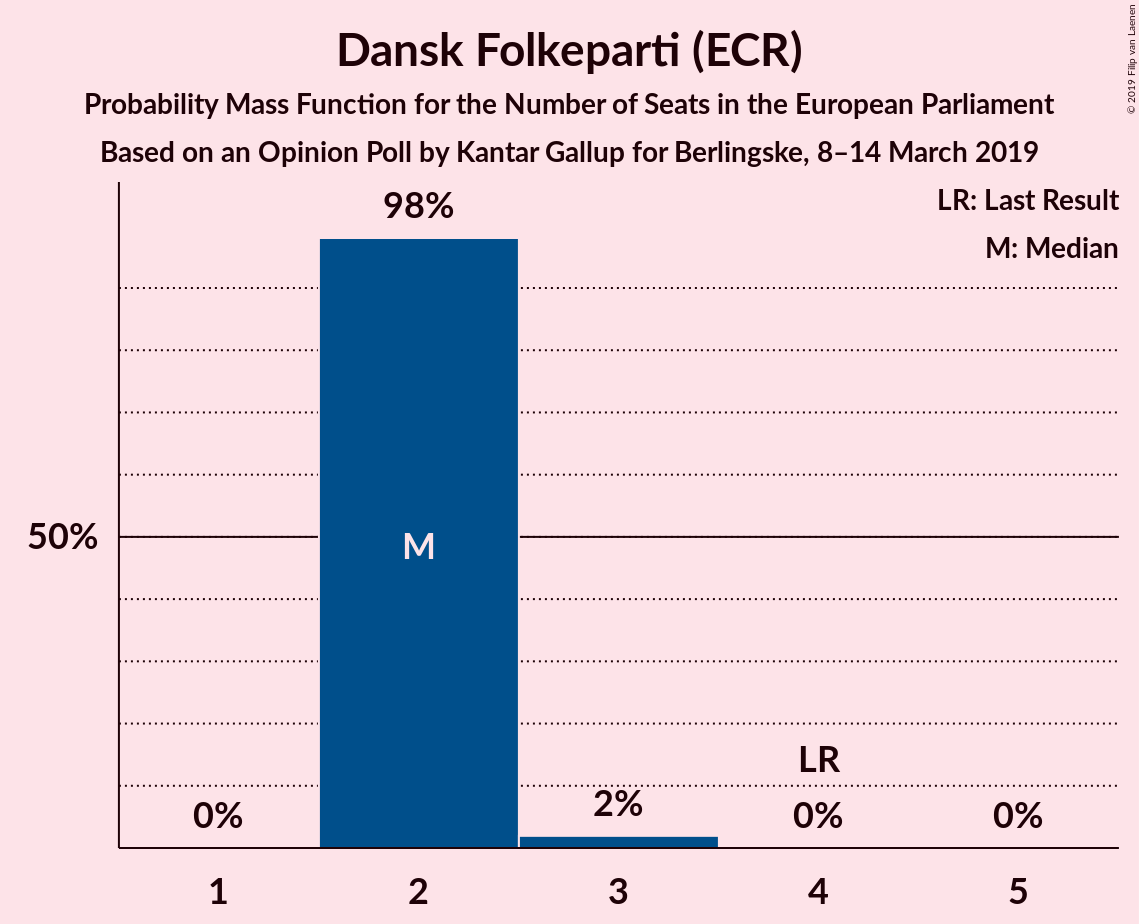 Dansk Folkeparti (ECR)
Probability Mass Function for the Number of Seats in the European Parliament
Based on an Opinion Poll by Kantar Gallup for Berlingske, 8–14 March 2019
© 2019 Filip van Laenen
LR: Last Result
M: Median
98%
50%
M
LR
0%
2%
0%
0%
1
2
3
4
5